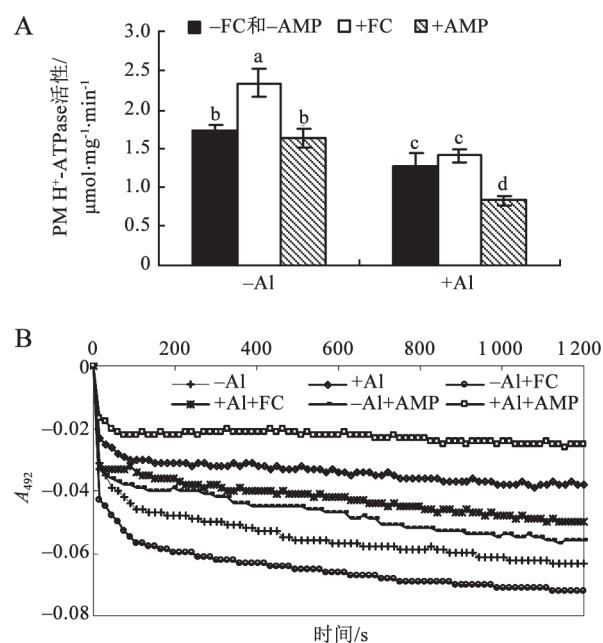 A
–FC和–AMP +FC +AMP
PM H⁺-ATPase活性/
μmol·mg⁻¹·min⁻¹
3.0
2.5
2.0
1.5
1.0
0.5
0
b a b c c d
–Al +Al
B
0 200 400 600 800 1 000 1 200
0
–0.02
–0.04
–0.06
–0.08
–Al +Al –Al+FC
+Al+FC –Al+AMP +Al+AMP
A₄₉₂
时间/s